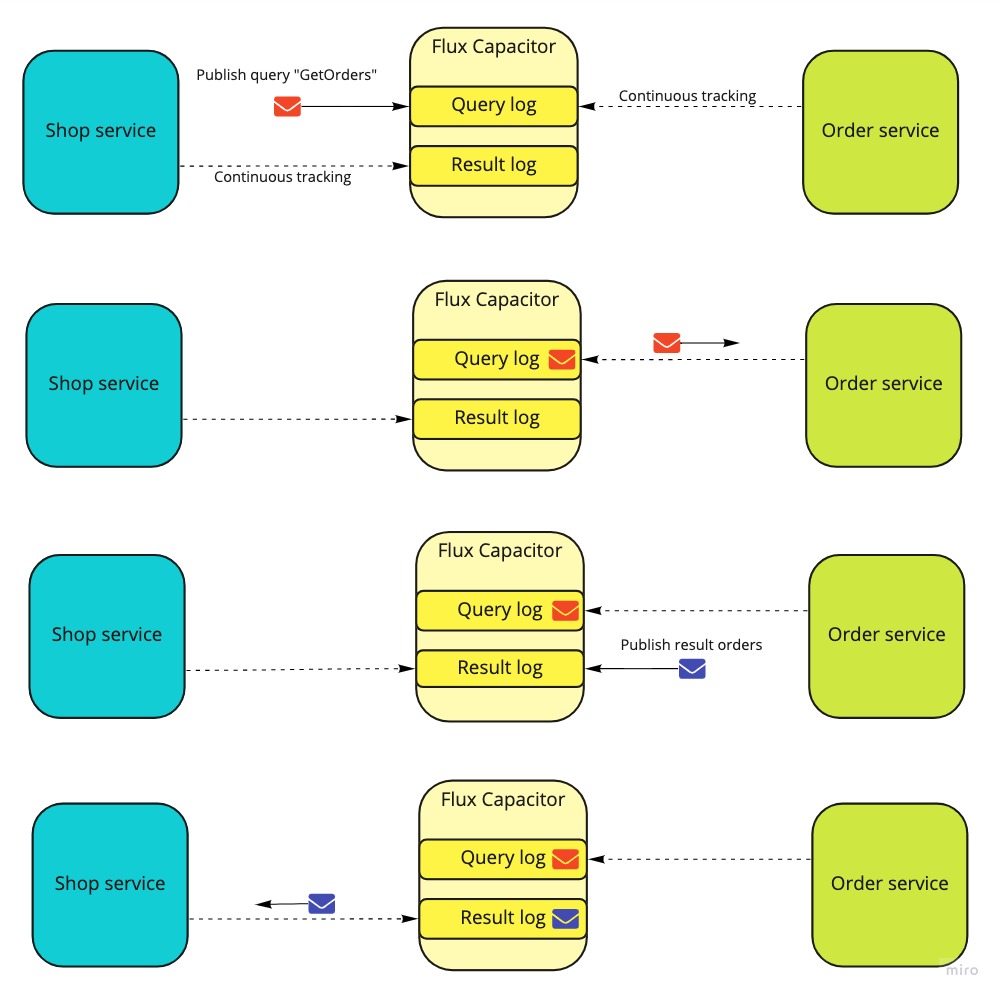 Flux Capacitor
Publish query "GetOrders"
Continuous tracking
Query log
Shop service
Order service
Result log
Continuous tracking
Flux Capacitor
Query log
Shop service
Order service
Result log
Flux Capacitor
Query log
Shop service
Order service
Publish result orders
Result log
Flux Capacitor
Query log
Shop service
Order service
Result log
miro